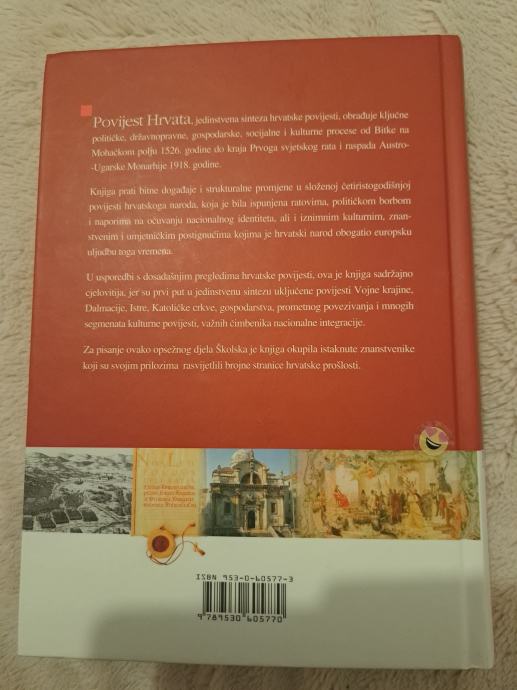 Povijest Hrvata, jedinstvena sinteza hrvatske povijesti, obrađuje ključne
političke, državnopravne, gospodarske, socijalne i kulturne procese od Bitke na
Mohačkom polju 1526. godine do kraja Prvoga svjetskog rata i raspada Austro-
-Ugarske Monarhije 1918. godine.
Knjiga prati bitne događaje i strukturalne promjene u složenoj četiristogodišnjoj
povijesti hrvatskoga naroda, koja je bila ispunjena ratovima, političkom borbom
i naporima na očuvanju nacionalnog identiteta, ali i iznimnim kulturnim, znan-
stvenim i umjetničkim postignućima kojima je hrvatski narod obogatio europsku
uljudbu toga vremena.
U usporedbi s dosadašnjim pregledima hrvatske povijesti, ova je knjiga sadržajno
cjelovitija, jer su prvi put u jedinstvenu sintezu uključene povijesti Vojne krajine,
Dalmacije, Istre, Katoličke crkve, gospodarstva, prometnog povezivanja i mnogih
segmenata kulturne povijesti, važnih čimbenika nacionalne integracije.
Za pisanje ovako opsežnog djela Školska je knjiga okupila istaknute znanstvenike
koji su svojim prilozima rasvijetlili brojne stranice hrvatske prošlosti.
ISBN 953-0-60577-3
9 789530 605770